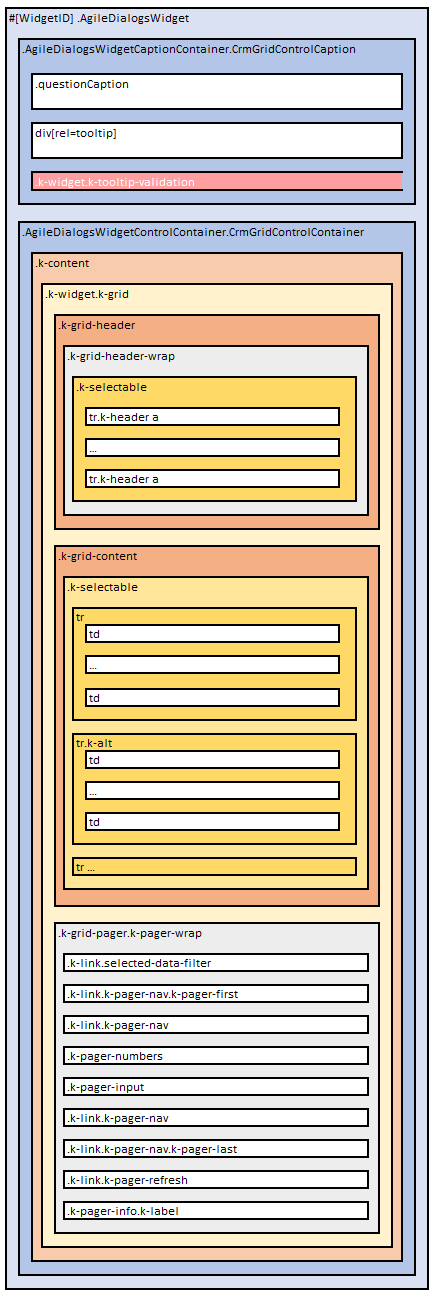 #[WidgetID] .AgileDialogsWidget
.AgileDialogsWidgetCaptionContainer.CrmGridControlCaption
.questionCaption
div[rel=tooltip]
.k-widget.k-tooltip-validation
.AgileDialogsWidgetControlContainer.CrmGridControlContainer
.k-content
.k-widget.k-grid
.k-grid-header
.k-grid-header-wrap
.k-selectable
tr.k-header a
...
tr.k-header a
.k-grid-content
.k-selectable
tr
td
...
td
tr.k-alt
td
...
td
tr ...
.k-grid-pager.k-pager-wrap
.k-link.selected-data-filter
.k-link.k-pager-nav.k-pager-first
.k-link.k-pager-nav
.k-pager-numbers
.k-pager-input
.k-link.k-pager-nav
.k-link.k-pager-nav.k-pager-last
.k-link.k-pager-refresh
.k-pager-info.k-label